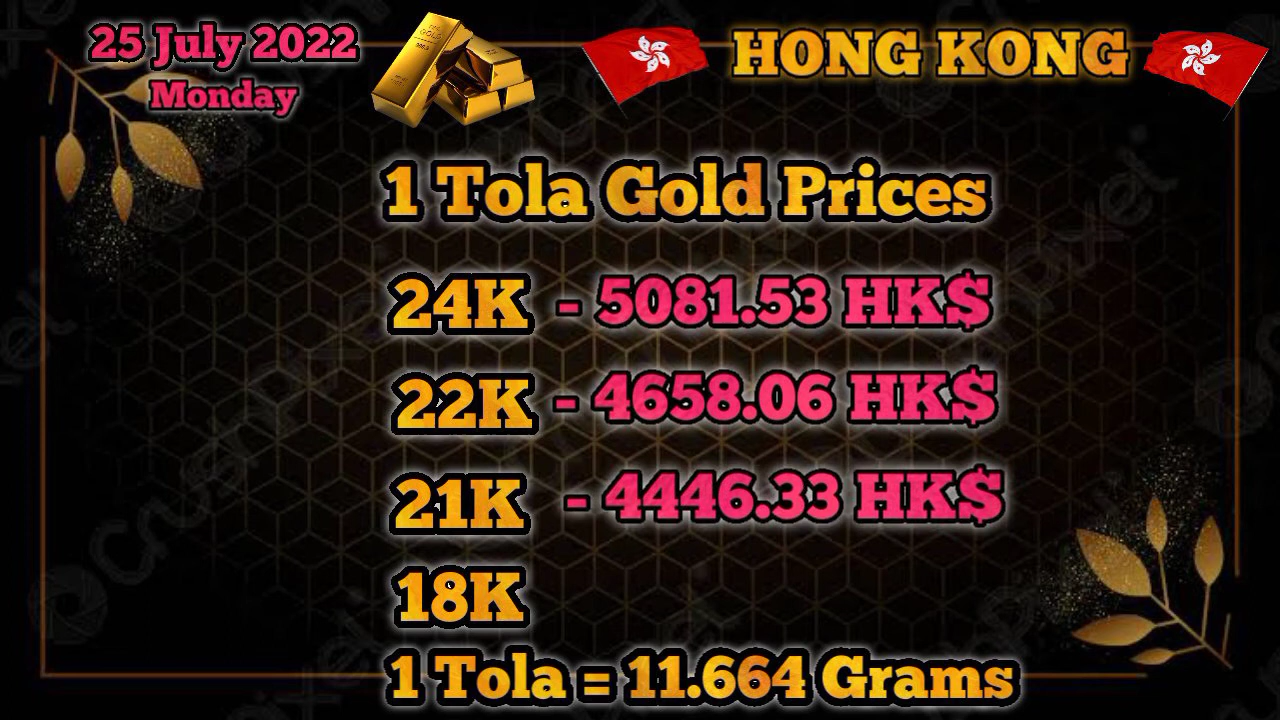 25 July 2022
Monday
HONG KONG
1 Tola Gold Prices
24K - 5081.53 HK$
22K - 4658.06 HK$
21K - 4446.33 HK$
18K
1 Tola = 11.664 Grams